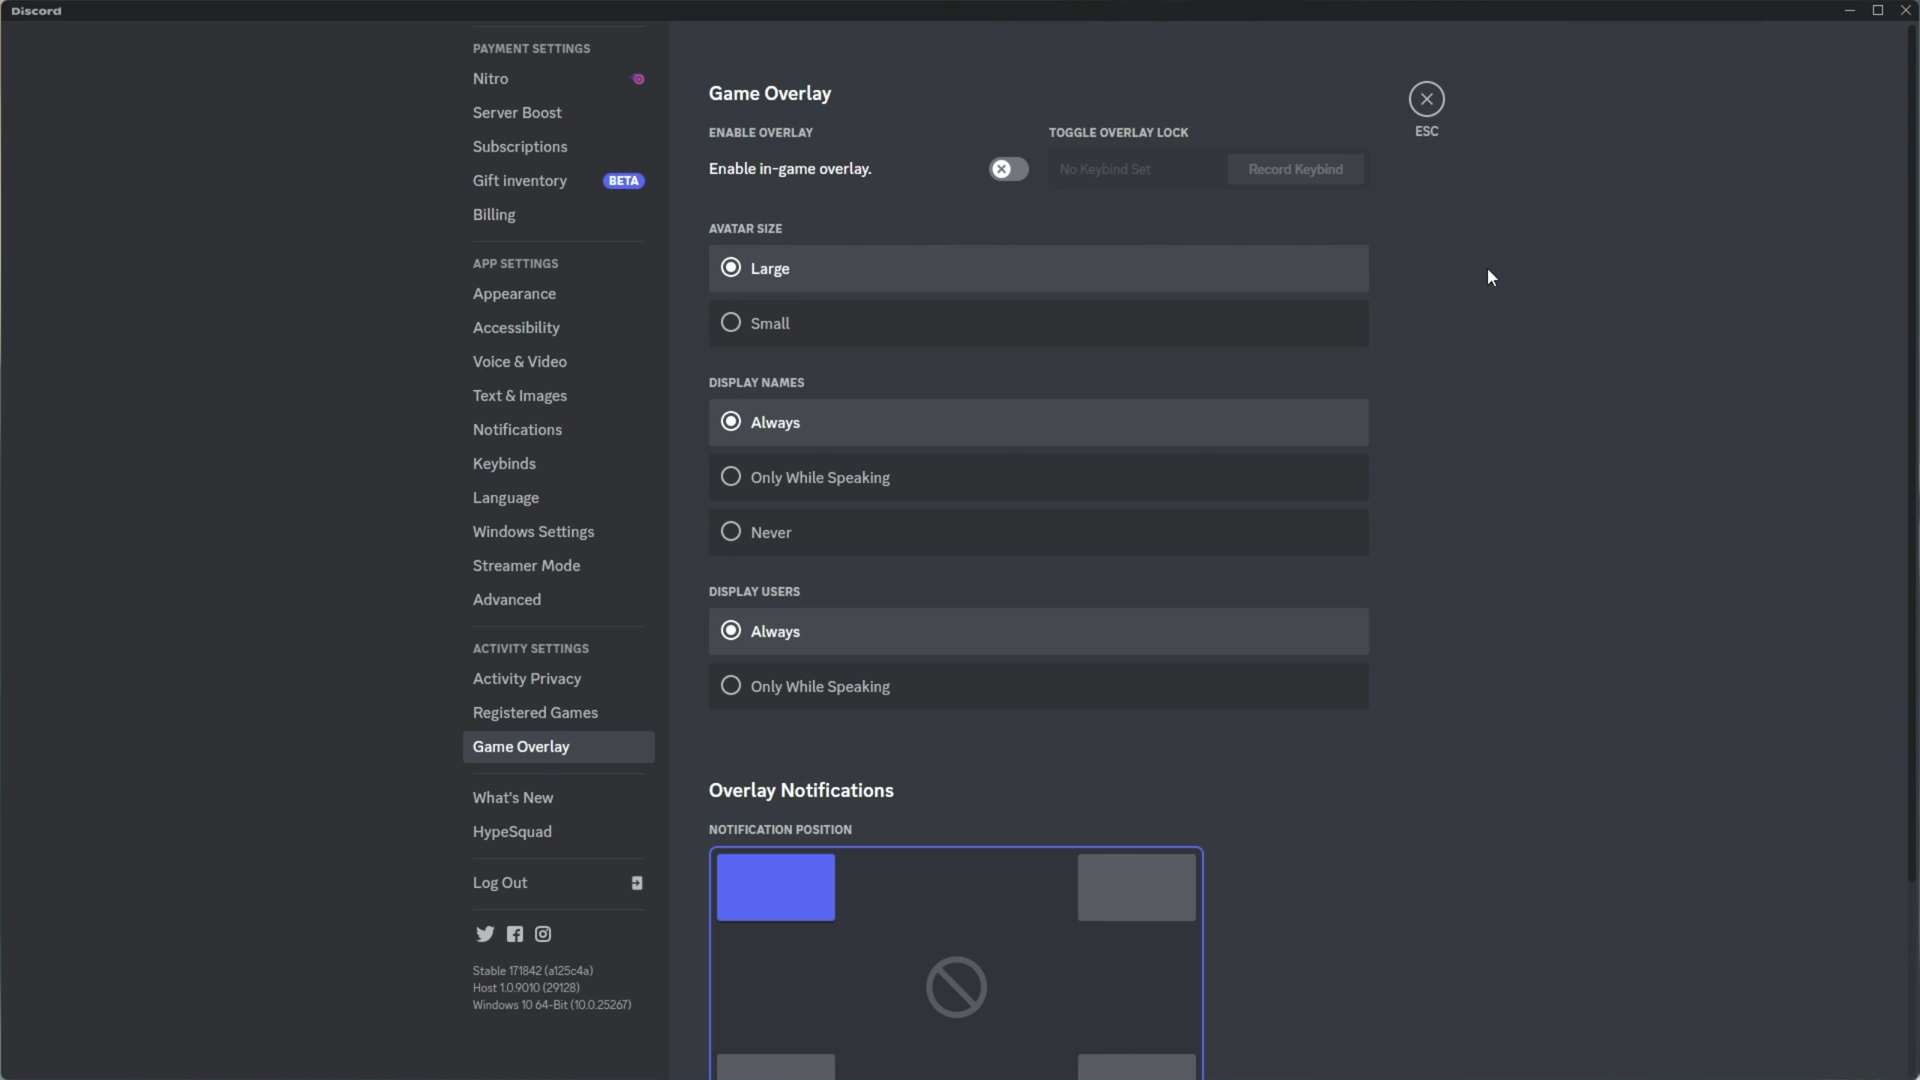 Discord
PAYMENT SETTINGS
Nitro
Server Boost
Subscriptions
Gift inventory BETA
Billing
APP SETTINGS
Appearance
Accessibility
Voice & Video
Text & Images
Notifications
Keybinds
Language
Windows Settings
Streamer Mode
Advanced
ACTIVITY SETTINGS
Activity Privacy
Registered Games
Game Overlay
What's New
HypeSquad
Log Out
Stable 171842 (a125c4a)
Host 1.0.9010 (29128)
Windows 10 64-Bit (10.0.25267)
Game Overlay
ENABLE OVERLAY
Enable in-game overlay.
TOGGLE OVERLAY LOCK
No Keybind Set
Record Keybind
ESC
AVATAR SIZE
Large
Small
DISPLAY NAMES
Always
Only While Speaking
Never
DISPLAY USERS
Always
Only While Speaking
Overlay Notifications
NOTIFICATION POSITION